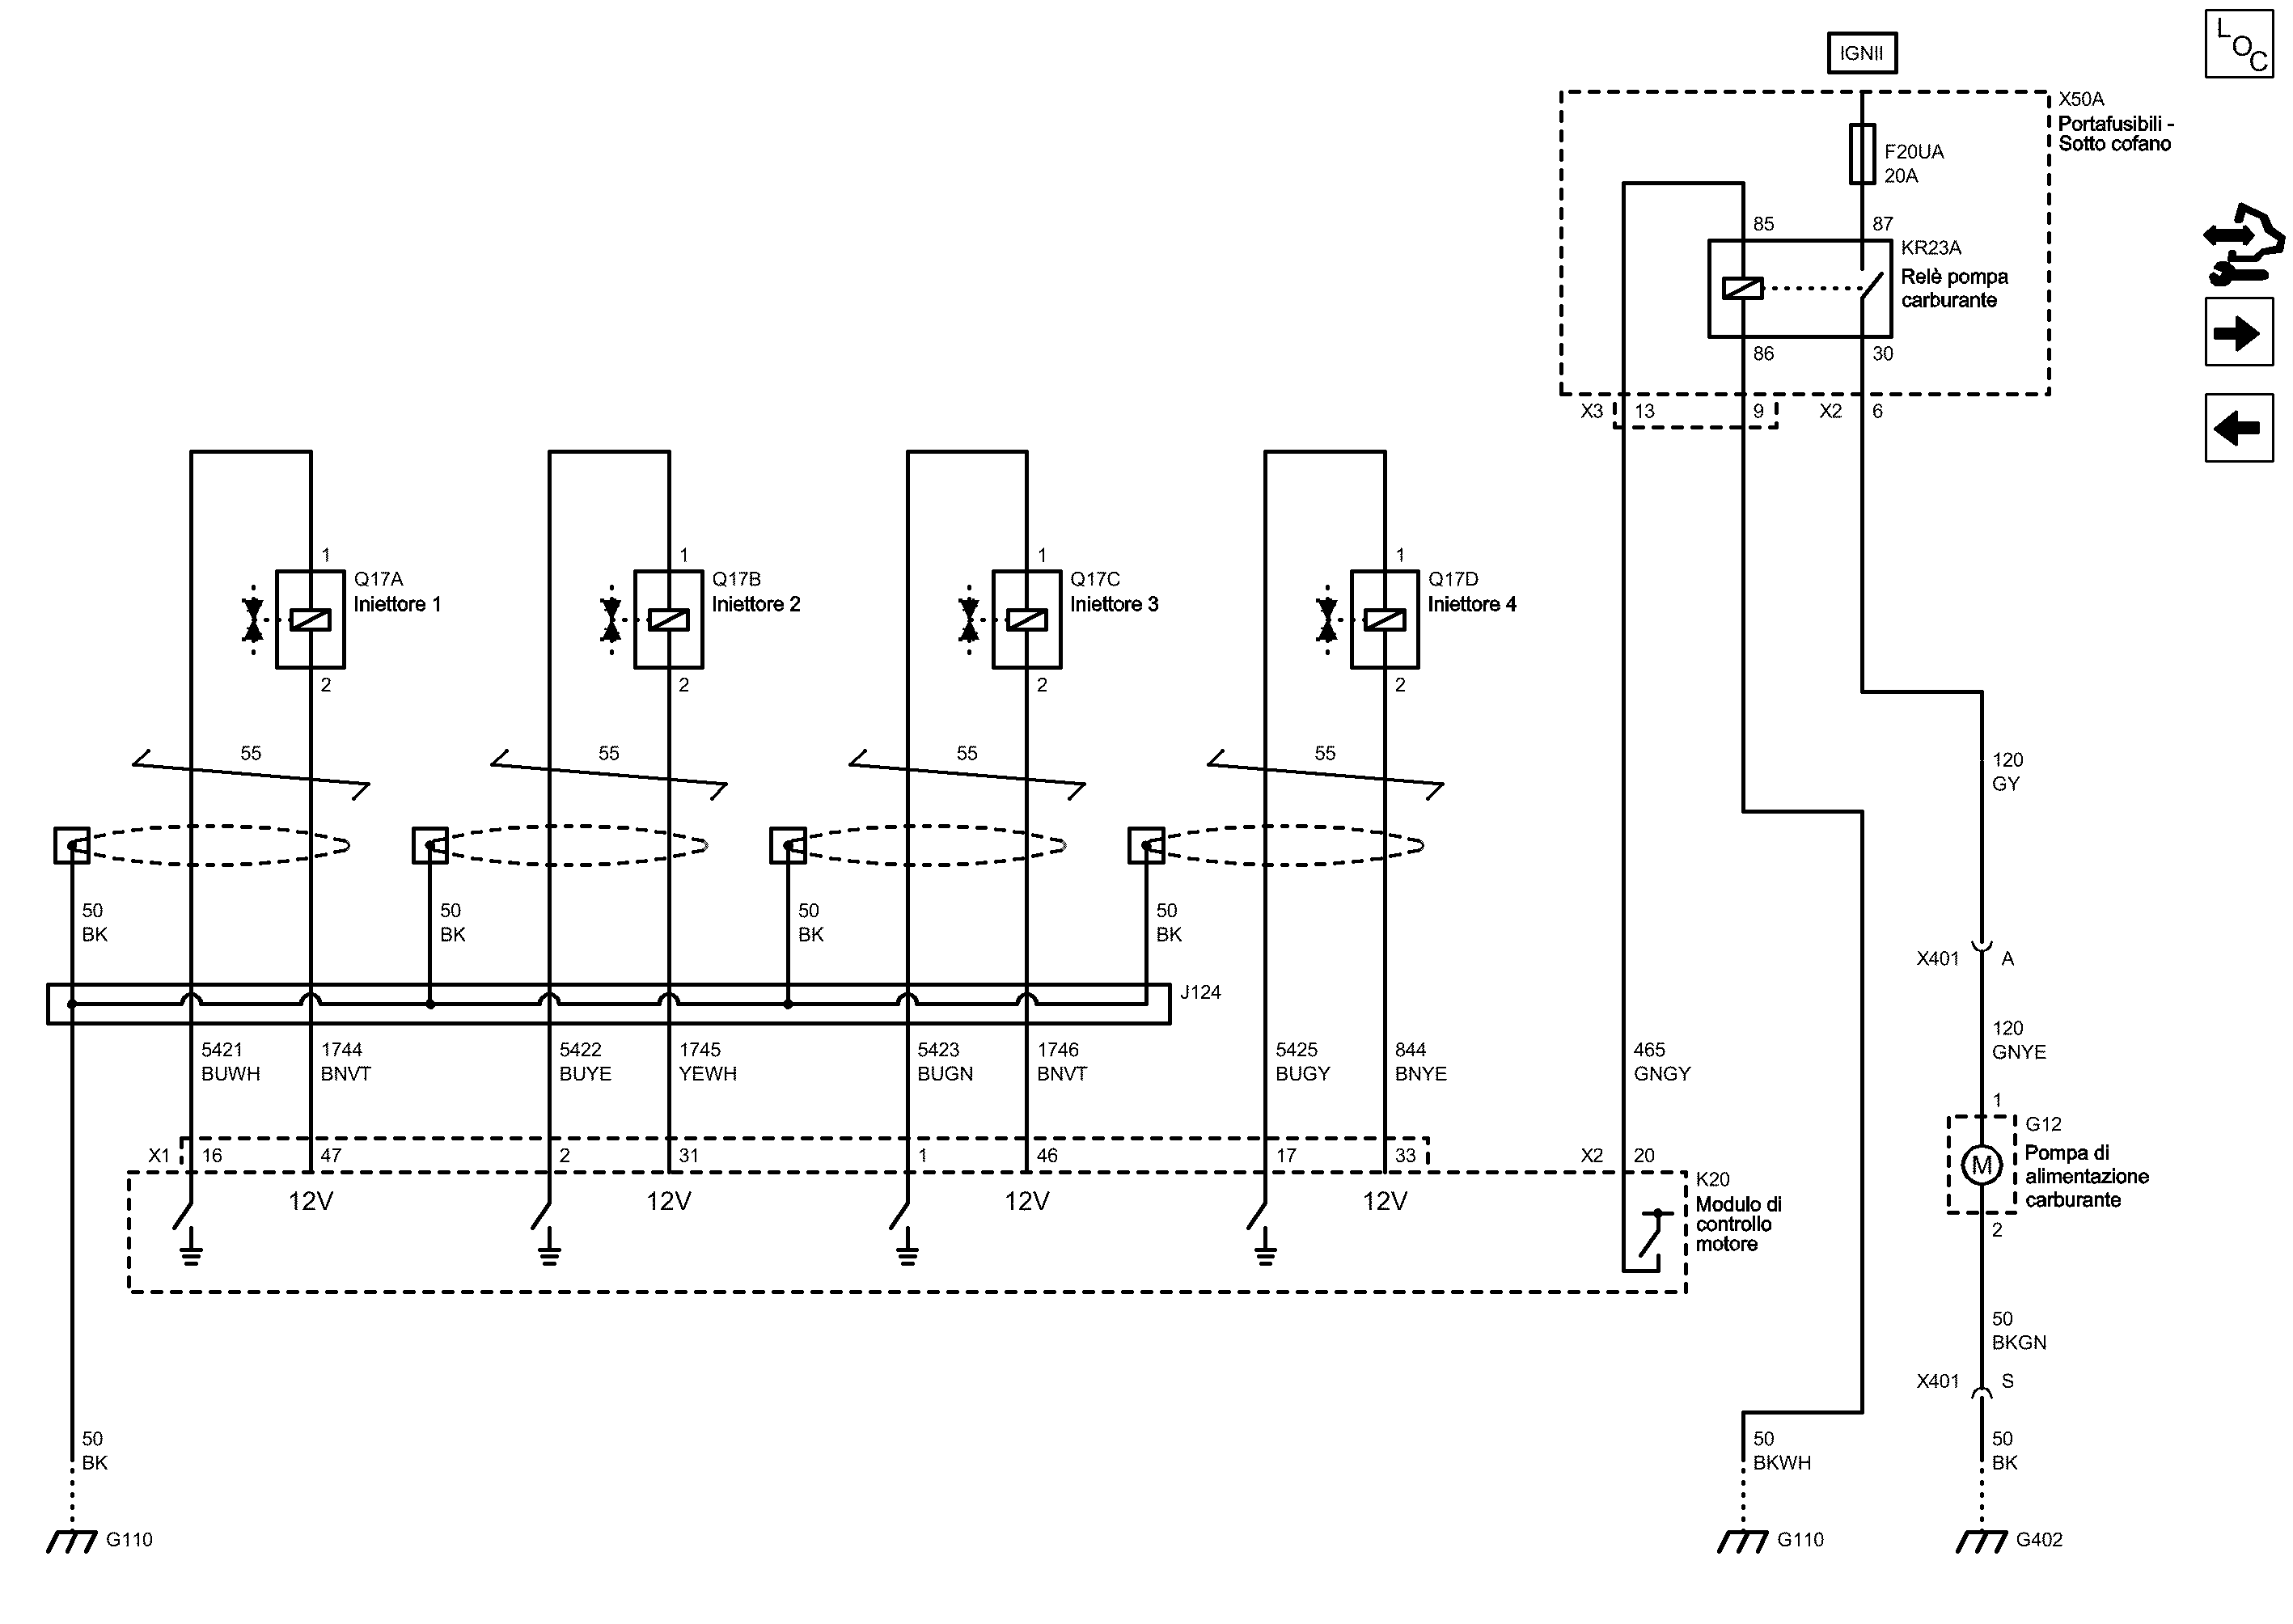 L
O
C
IGNII
X50A
Portafusibili -
Sotto cofano
F20UA
20A
85
87
KR23A
Relè pompa
carburante
86
30
X3
13
9
X2
6
1
1
1
1
Q17A
Iniettore 1
Q17B
Iniettore 2
Q17C
Iniettore 3
Q17D
Iniettore 4
2
2
2
2
55
55
55
55
120
GY
50
BK
50
BK
50
BK
50
BK
X401
A
J124
5421
BUWH
1744
BNVT
5422
BUYE
1745
YEWH
5423
BUGN
1746
BNVT
5425
BUGY
844
BNYE
465
GNGY
120
GNYE
1
G12
Pompa di
alimentazione
carburante
M
2
X1
16
47
2
31
1
46
17
33
X2
20
12V
12V
12V
12V
K20
Modulo di
controllo
motore
50
BKGN
X401
S
50
BK
50
BKWH
50
BK
G110
G110
G402